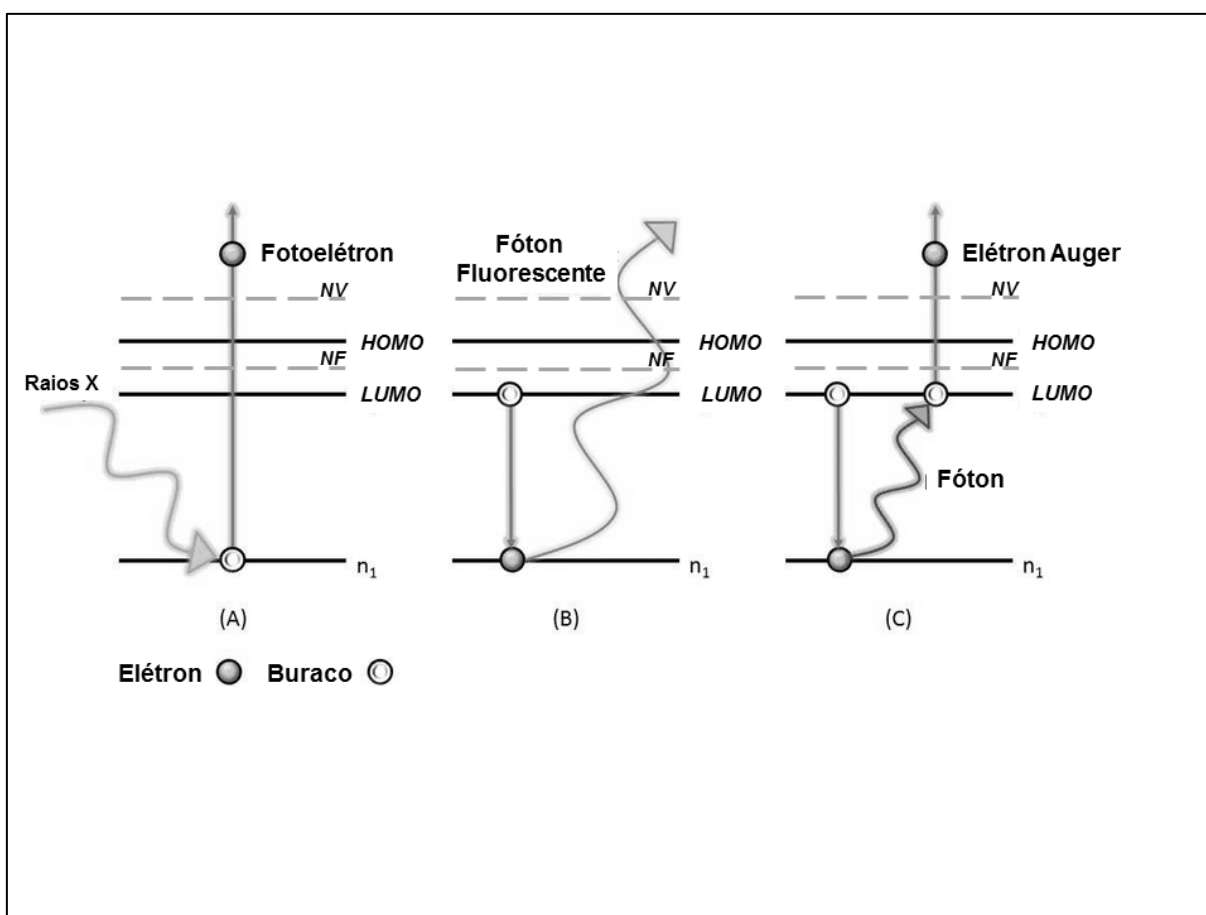 Fotoelétron
NV
HOMO
NF
LUMO
Raios X
n₁
(A)
Fóton
Fluorescente
NV
HOMO
NF
LUMO
n₁
(B)
Elétron Auger
NV
HOMO
NF
LUMO
Fóton
n₁
(C)
Elétron Buraco